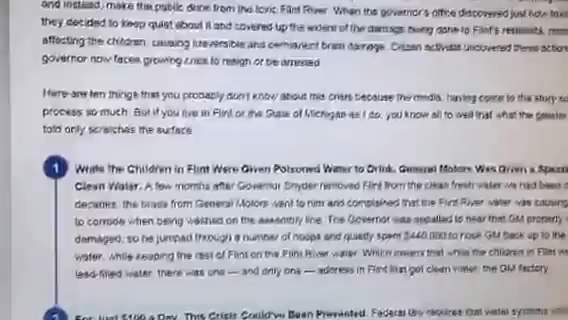 and instead, make the public drink from the toxic Flint River. When the governor's office discovered just how toxic
they decided to keep quiet about it and covered up the extent of the damage being done to Flint's residents, most
affecting the children, causing irreversible and permanent brain damage. Citizen activists uncovered these actions
governor now faces growing cries to resign or be arrested.
Here are ten things that you probably don't know about this crisis because the media, having come to the story so
process so much. But if you live in Flint or the State of Michigan as I do, you know all to well that what the greater
told only scratches the surface.
1 While the Children in Flint Were Given Poisoned Water to Drink, General Motors Was Given a Special
Clean Water. A few months after Governor Snyder removed Flint from the clean fresh water we had been
decades, the brass from General Motors went to him and complained that the Flint River water was causing
to corrode when being washed on the assembly line. The Governor was appalled to hear that GM property
damaged, so he jumped through a number of hoops and quietly spent $440,000 to hook GM back up to the
water, while keeping the rest of Flint on the Flint River water. Which means that while the children in Flint
lead-filled water, there was one — and only one — address in Flint that got clean water: the GM factory.
2 For Just $100 a Day, This Crisis Could've Been Prevented. Federal law requires that water systems